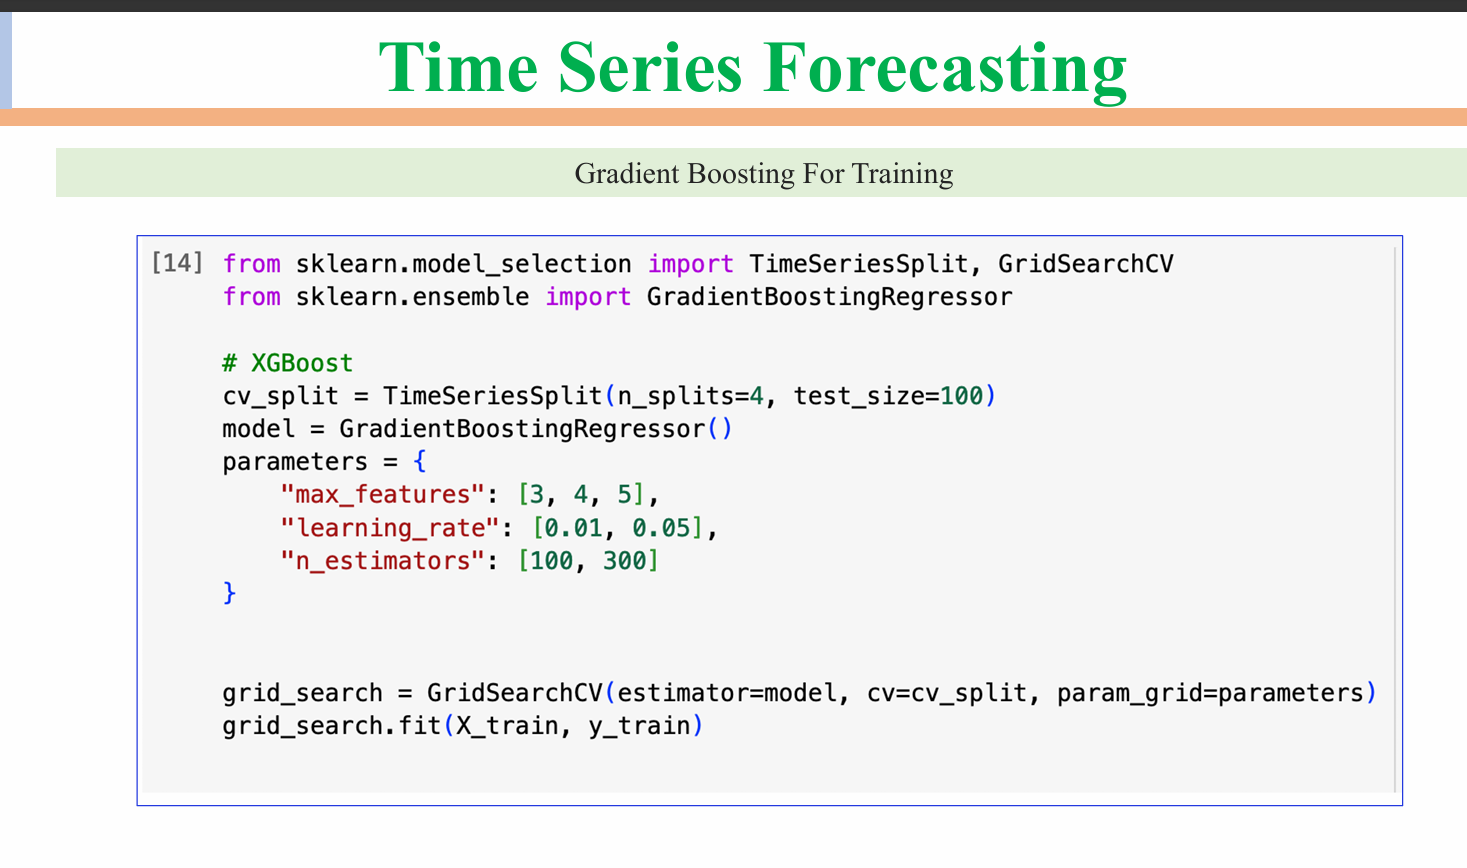 Time Series Forecasting
Gradient Boosting For Training
[14] from sklearn.model_selection import TimeSeriesSplit, GridSearchCV
from sklearn.ensemble import GradientBoostingRegressor
# XGBoost
cv_split = TimeSeriesSplit(n_splits=4, test_size=100)
model = GradientBoostingRegressor()
parameters = {
    "max_features": [3, 4, 5],
    "learning_rate": [0.01, 0.05],
    "n_estimators": [100, 300]
}
grid_search = GridSearchCV(estimator=model, cv=cv_split, param_grid=parameters)
grid_search.fit(X_train, y_train)